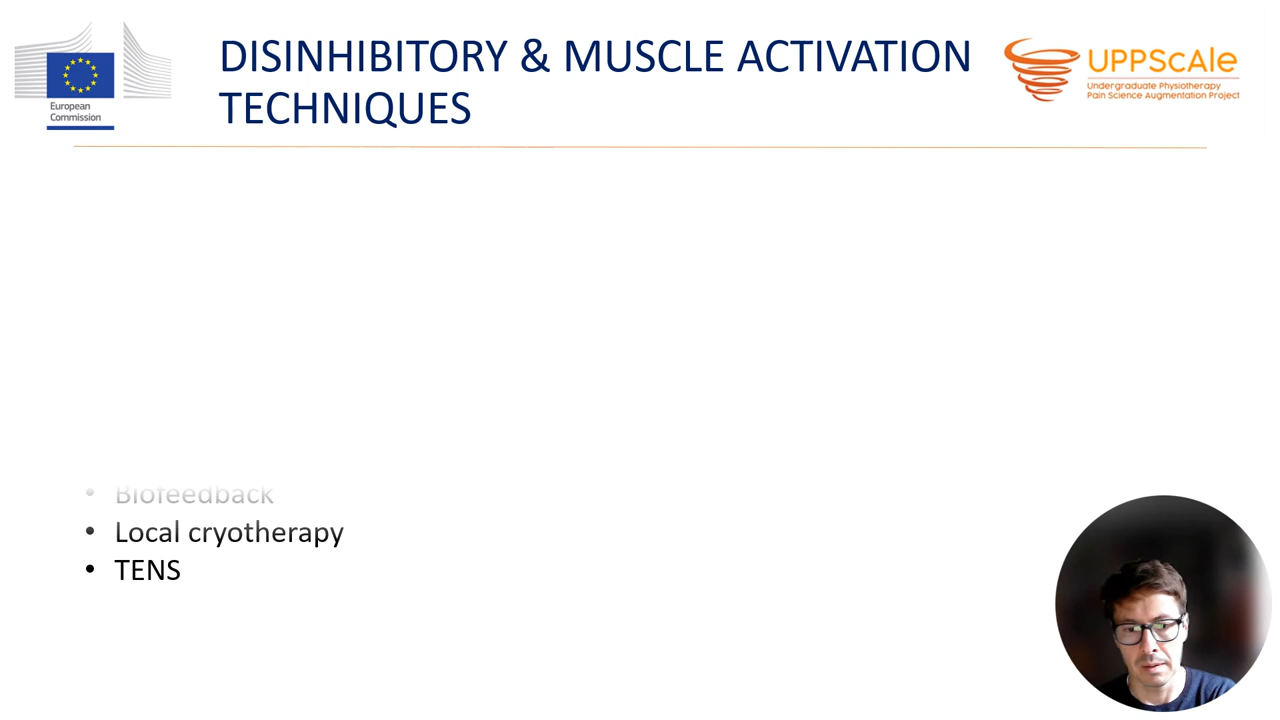 European
Commission
DISINHIBITORY & MUSCLE ACTIVATION
TECHNIQUES
UPPScale
Undergraduate Physiotherapy
Pain Science Augmentation Project
• Biofeedback
• Local cryotherapy
• TENS